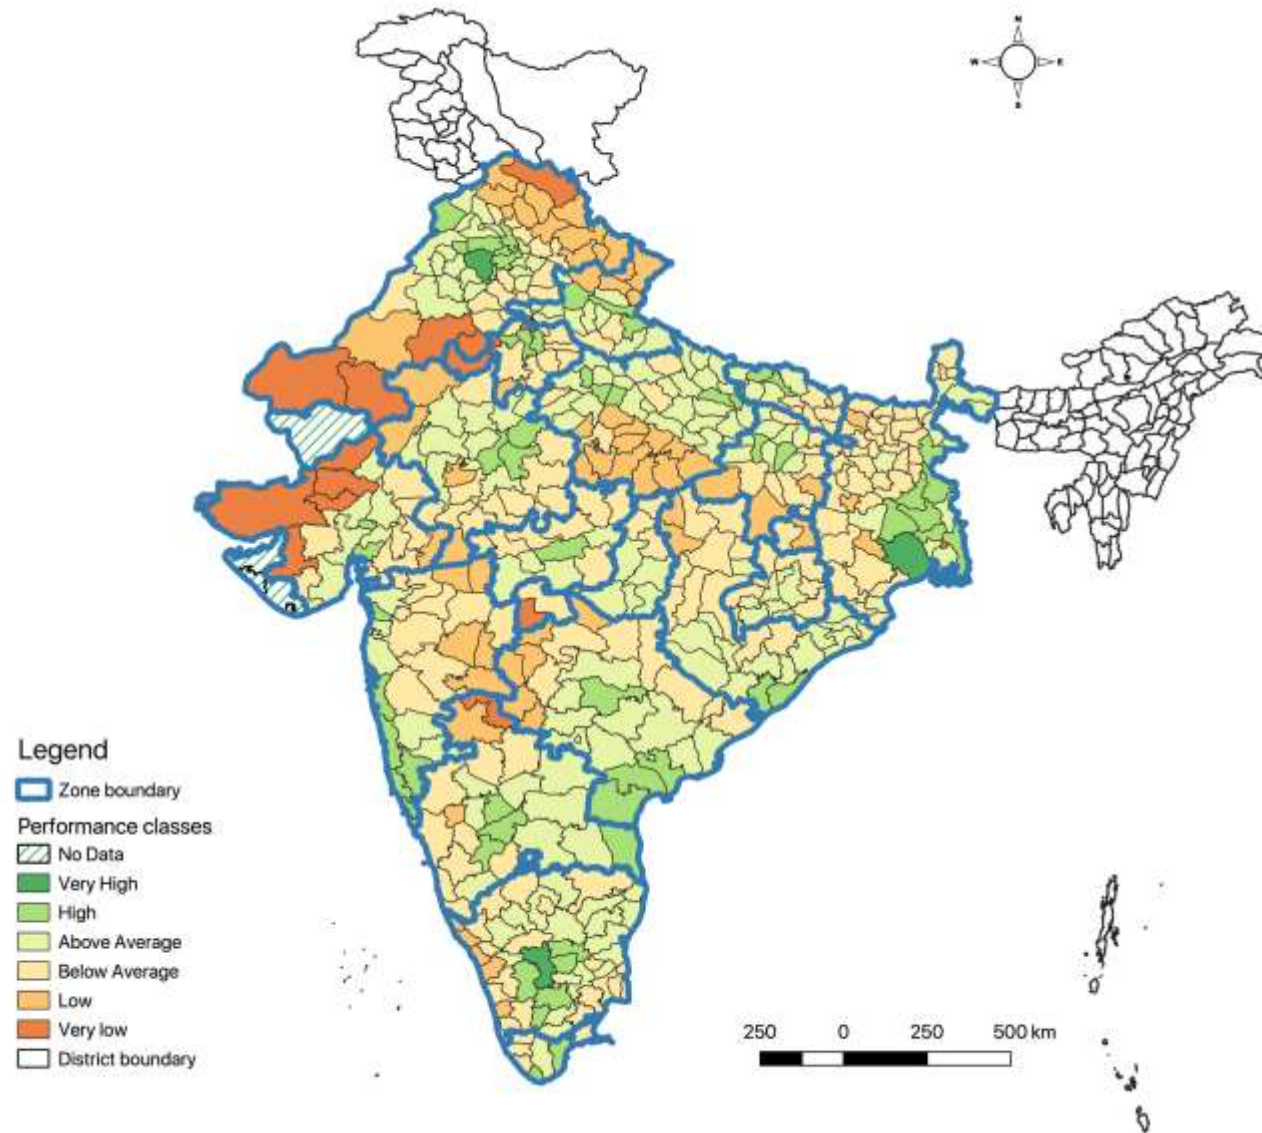 N
W E
S
Legend
Zone boundary
Performance classes
No Data
Very High
High
Above Average
Below Average
Low
Very low
District boundary
250 0 250 500 km